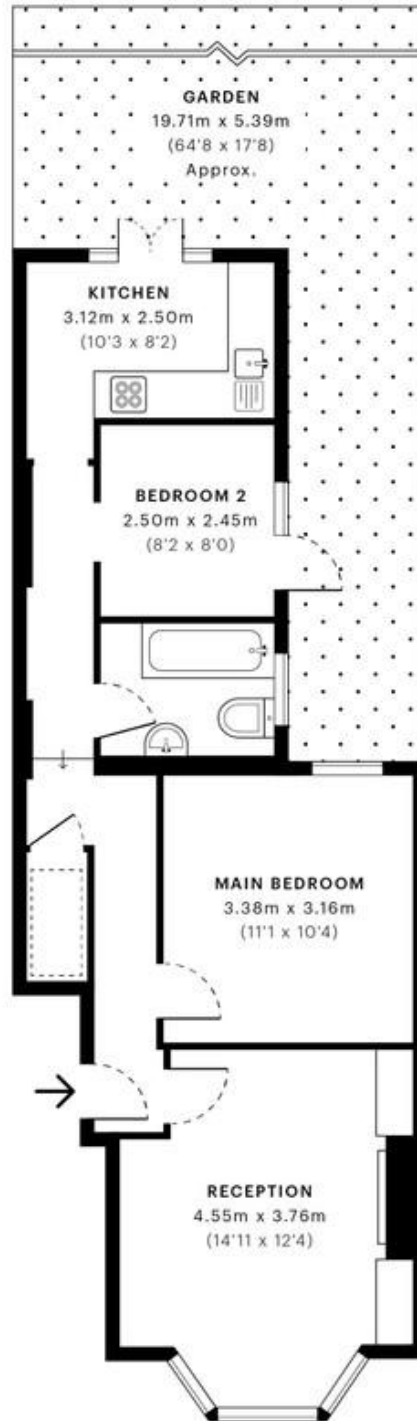 GARDEN
19.71m x 5.39m
(64'8 x 17'8)
Approx.
KITCHEN
3.12m x 2.50m
(10'3 x 8'2)
BEDROOM 2
2.50m x 2.45m
(8'2 x 8'0)
MAIN BEDROOM
3.38m x 3.16m
(11'1 x 10'4)
RECEPTION
4.55m x 3.76m
(14'11 x 12'4)